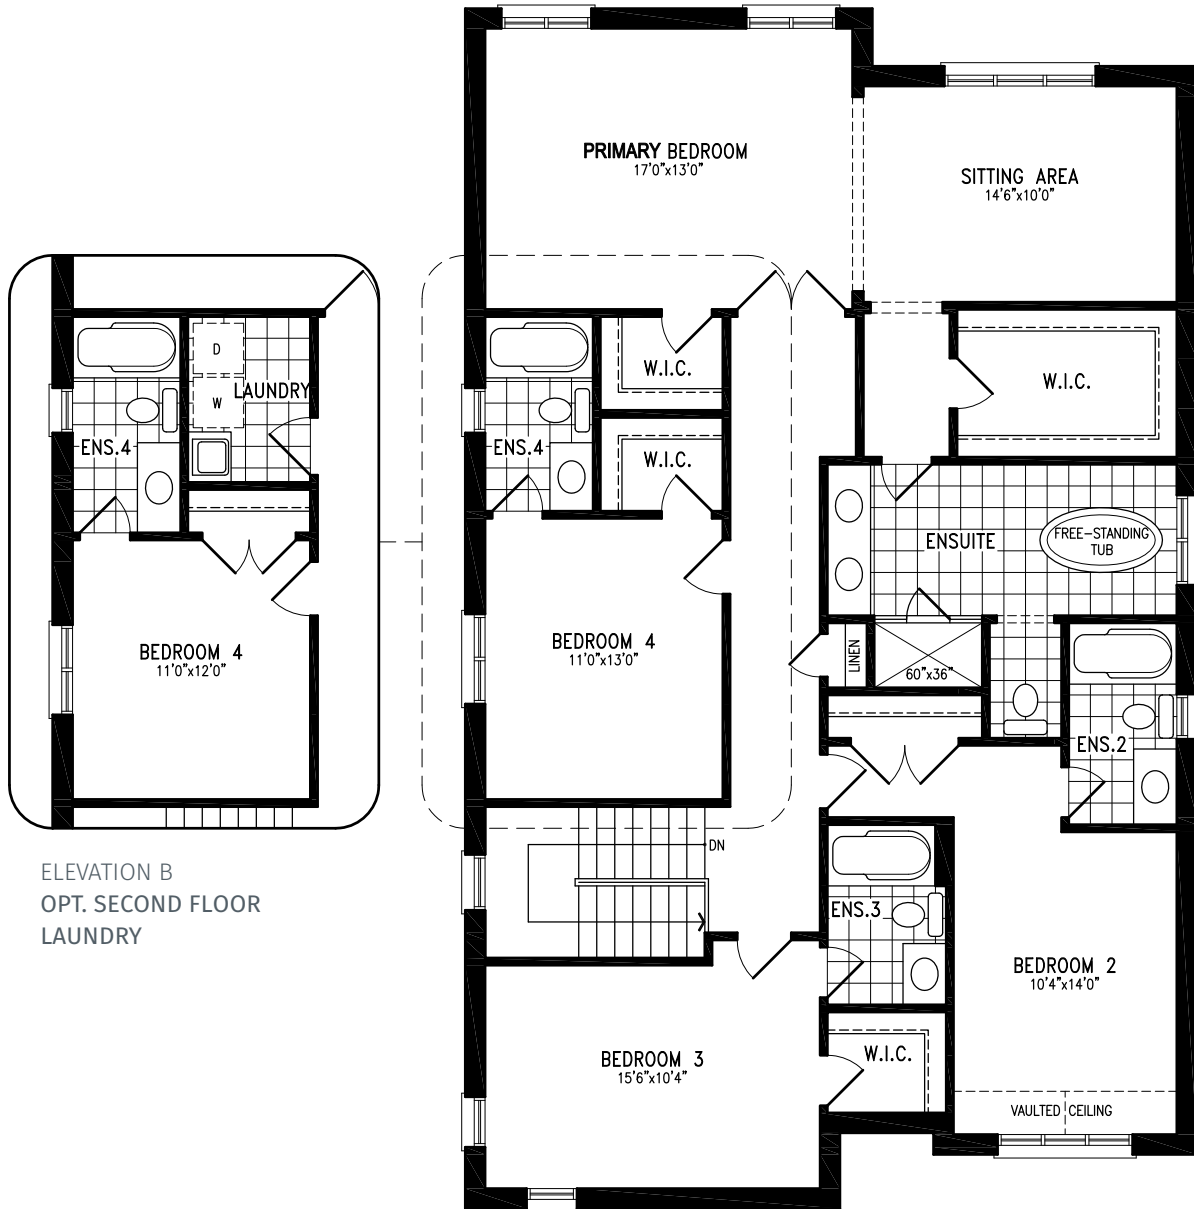 PRIMARY BEDROOM
17'0"x13'0"
SITTING AREA
14'6"x10'0"
W.I.C.
W.I.C.
ENS.4
W.I.C.
D
W
LAUNDRY
ENS.4
BEDROOM 4
11'0"x12'0"
BEDROOM 4
11'0"x13'0"
ENSUITE
FREE-STANDING
TUB
LINEN
60"x36"
ENS.2
DN
ELEVATION B
OPT. SECOND FLOOR
LAUNDRY
ENS.3
BEDROOM 2
10'4"x14'0"
BEDROOM 3
15'6"x10'4"
W.I.C.
VAULTED CEILING